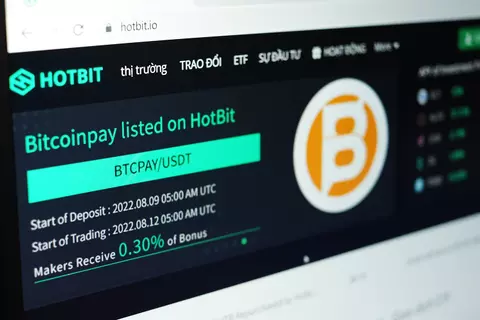 hotbit.io
HOTBIT thị trường TRAO ĐỔI ETF SỰ ĐẦU TƯ HOẠT ĐỘNG
Bitcoinpay listed on HotBit
BTCPAY/USDT
Start of Deposit : 2022.08.09 05:00 AM UTC
Start of Trading : 2022.08.12 05:00 AM UTC
Makers Receive 0.30% of Bonus